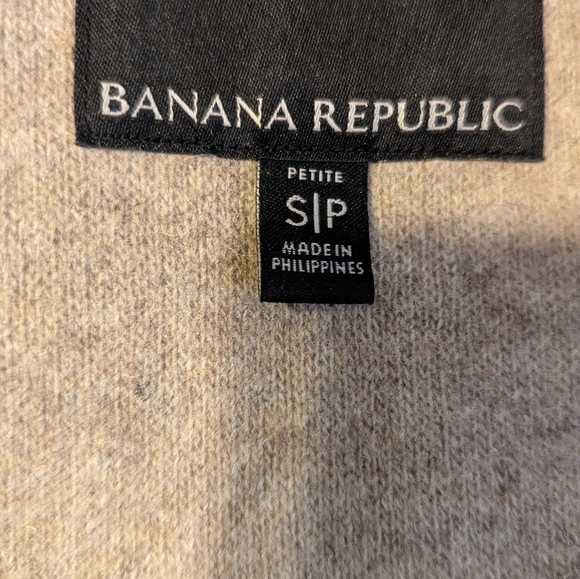 BANANA REPUBLIC
PETITE
S|P
MADE IN
PHILIPPINES